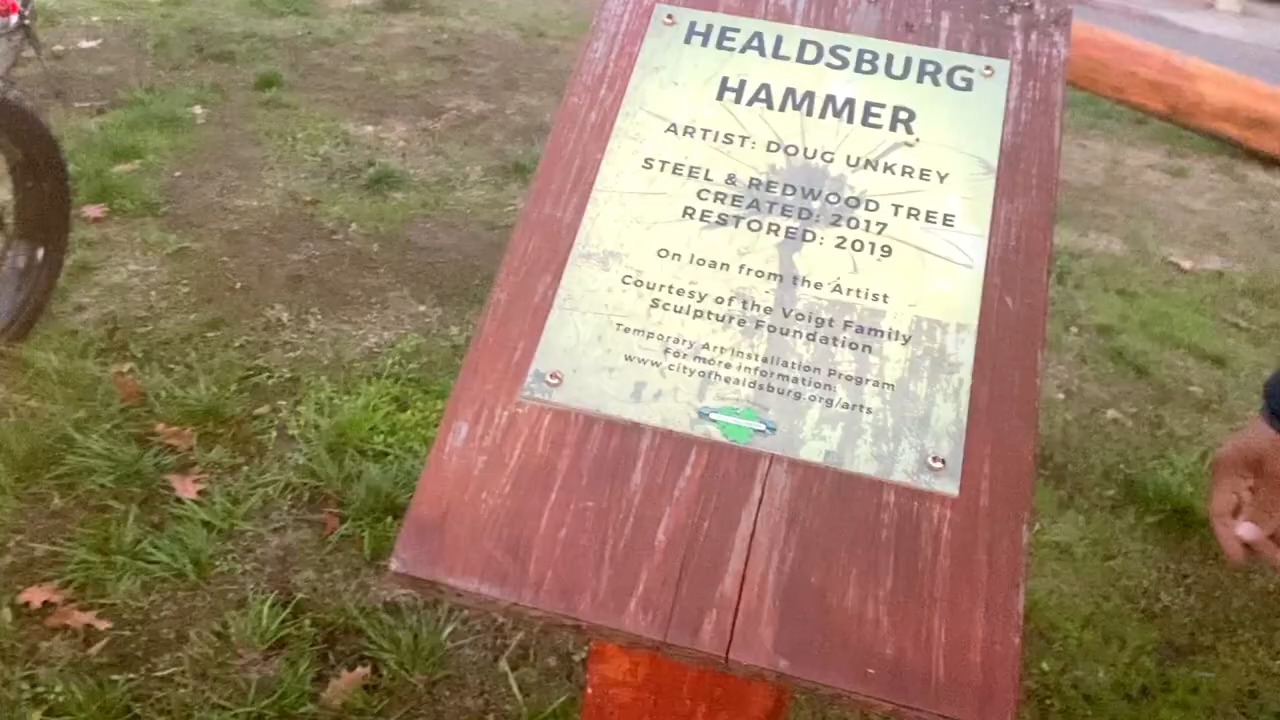 HEALDSBURG
HAMMER
ARTIST: DOUG UNKREY
STEEL & REDWOOD TREE
CREATED: 2017
RESTORED: 2019
On loan from the Artist
Courtesy of the Voigt Family
Sculpture Foundation
Temporary Art Installation Program
For more information:
www.cityofhealdsburg.org/arts